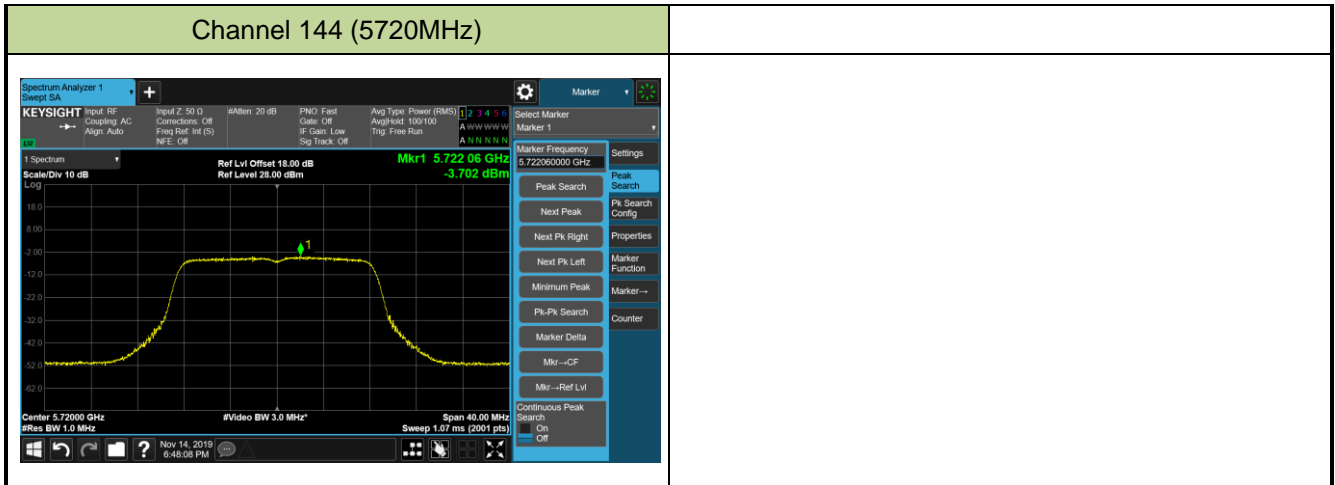 Channel 144 (5720MHz)
Spectrum Analyzer 1
Swept SA
+
Marker
KEYSIGHT
Input: RF
Coupling: AC
Align: Auto
Input Z: 50 Ω
Corrections: Off
Freq Ref: Int (S)
NFE: Off
#Atten: 20 dB
PNO: Fast
Gate: Off
IF Gain: Low
Sig Track: Off
Avg Type: Power (RMS)
Avg|Hold: 100/100
Trig: Free Run
1 2 3 4 5 6
A W W W W W
A N N N N N
Select Marker
Marker 1
1 Spectrum
Scale/Div 10 dB
Log
Ref Lvl Offset 18.00 dB
Ref Level 28.00 dBm
Mkr1 5.722 06 GHz
-3.702 dBm
18.0
8.00
-2.00
-12.0
-22.0
-32.0
-42.0
-52.0
-62.0
1
Center 5.72000 GHz
#Res BW 1.0 MHz
#Video BW 3.0 MHz*
Span 40.00 MHz
Sweep 1.07 ms (2001 pts)
Marker Frequency
5.722060000 GHz
Peak Search
Next Peak
Next Pk Right
Next Pk Left
Minimum Peak
Pk-Pk Search
Marker Delta
Mkr→CF
Mkr→Ref Lvl
Continuous Peak
Search
On
Off
Settings
Peak
Search
Pk Search
Config
Properties
Marker
Function
Marker→
Counter
?
Nov 14, 2019
6:48:08 PM